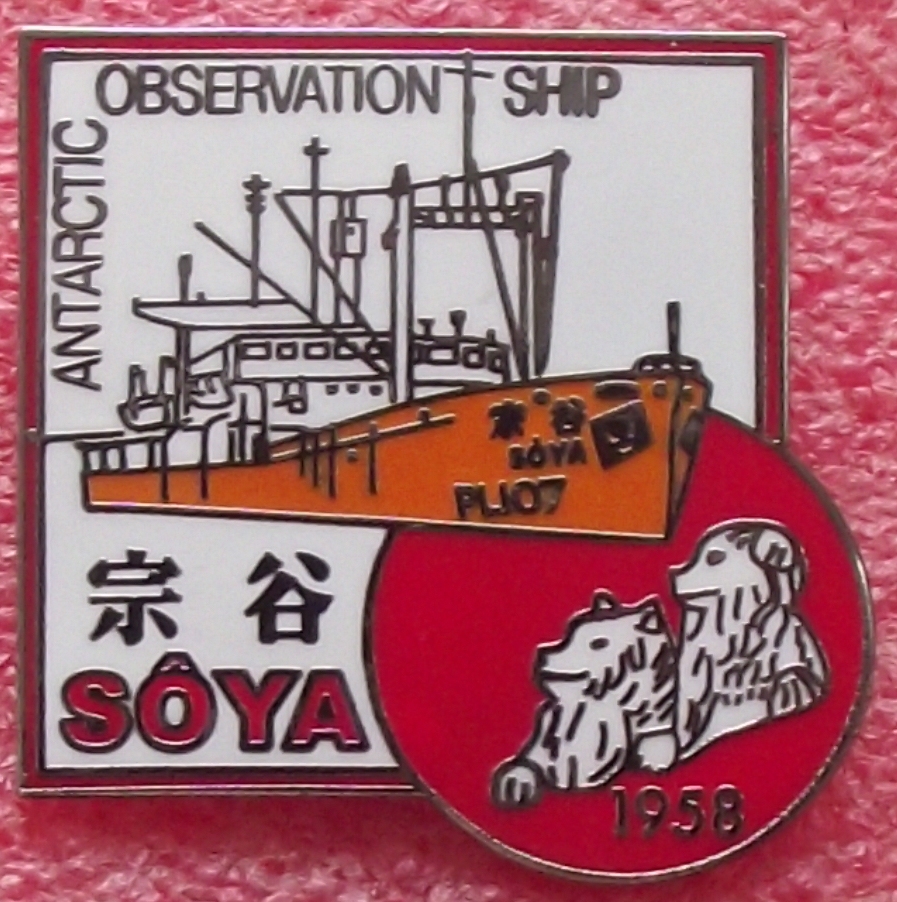 ANTARCTIC
OBSERVATION SHIP
宗谷
SÔYA
PL107
宗谷
SÔYA
1958